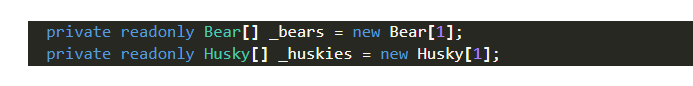 private readonly Bear[] _bears = new Bear[1];
private readonly Husky[] _huskies = new Husky[1];